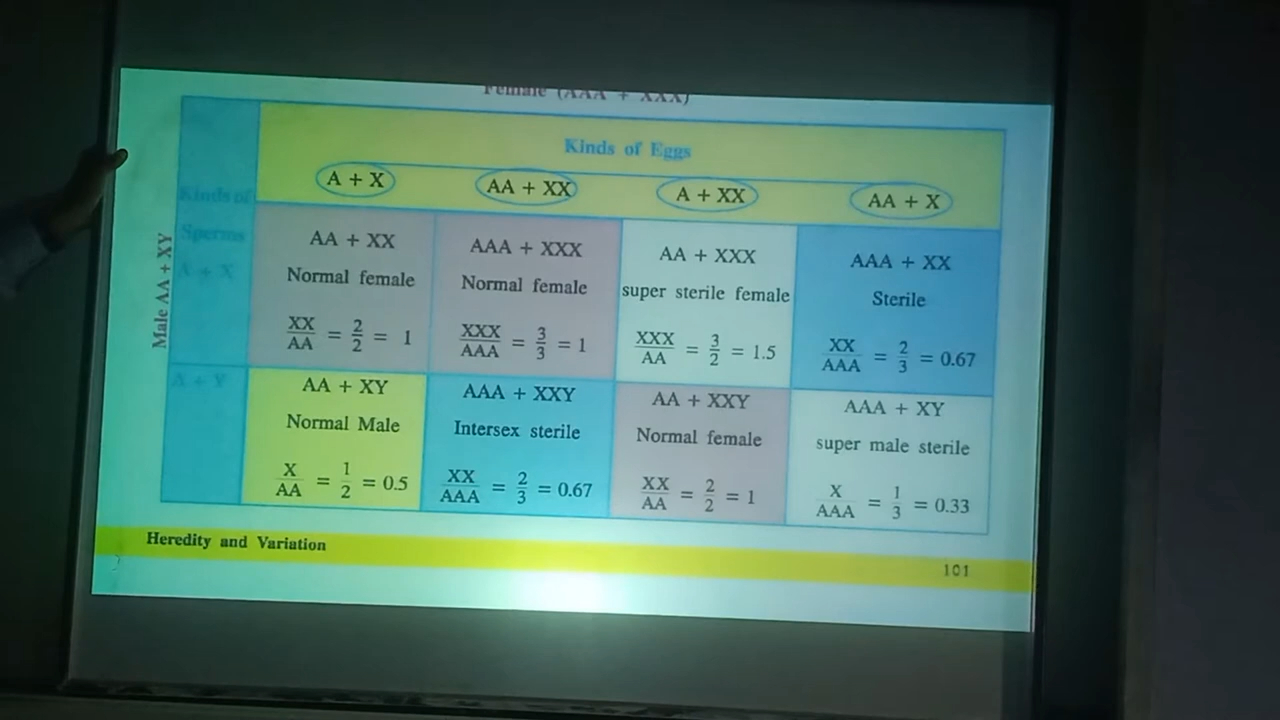 Female (AAA + XXX)
Kinds of Eggs
Kinds of
Sperms
A + X
A + Y
Male AA + XY
A + X
AA + XX
A + XX
AA + X
AA + XX
Normal female
XX/AA = 2/2 = 1
AAA + XXX
Normal female
XXX/AAA = 3/3 = 1
AA + XXX
super sterile female
XXX/AA = 3/2 = 1.5
AAA + XX
Sterile
XX/AAA = 2/3 = 0.67
AA + XY
Normal Male
X/AA = 1/2 = 0.5
AAA + XXY
Intersex sterile
XX/AAA = 2/3 = 0.67
AA + XXY
Normal female
XX/AA = 2/2 = 1
AAA + XY
super male sterile
X/AAA = 1/3 = 0.33
Heredity and Variation
101